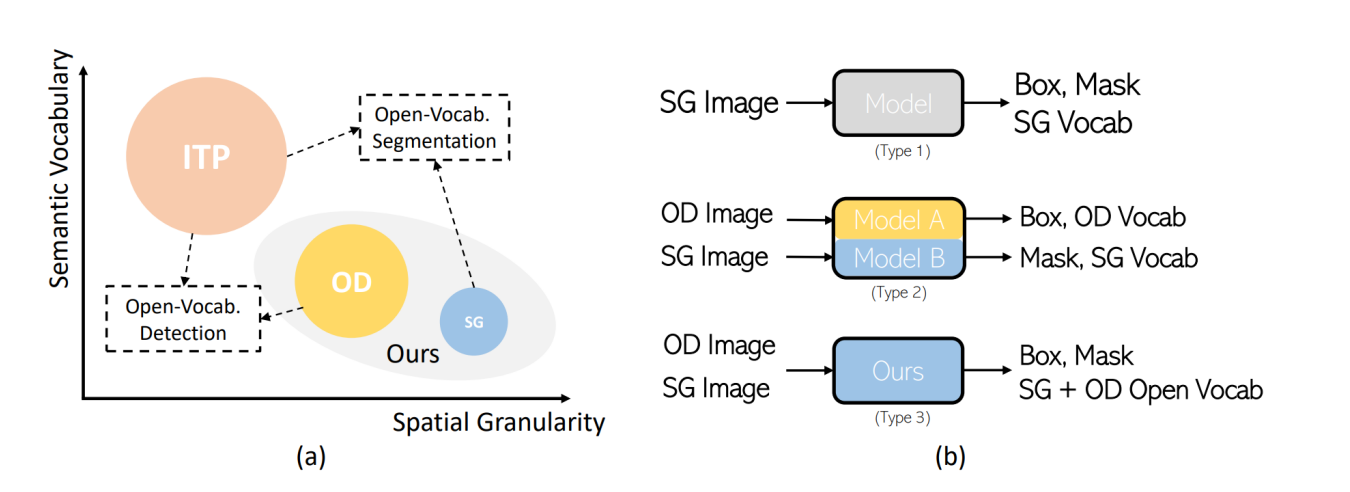 Semantic Vocabulary
ITP
Open-Vocab.
Segmentation
OD
SG
Open-Vocab.
Detection
Ours
Spatial Granularity
(a)
SG Image
Model
Box, Mask
SG Vocab
(Type 1)
OD Image
Model A
Box, OD Vocab
SG Image
Model B
Mask, SG Vocab
(Type 2)
OD Image
SG Image
Ours
Box, Mask
SG + OD Open Vocab
(Type 3)
(b)